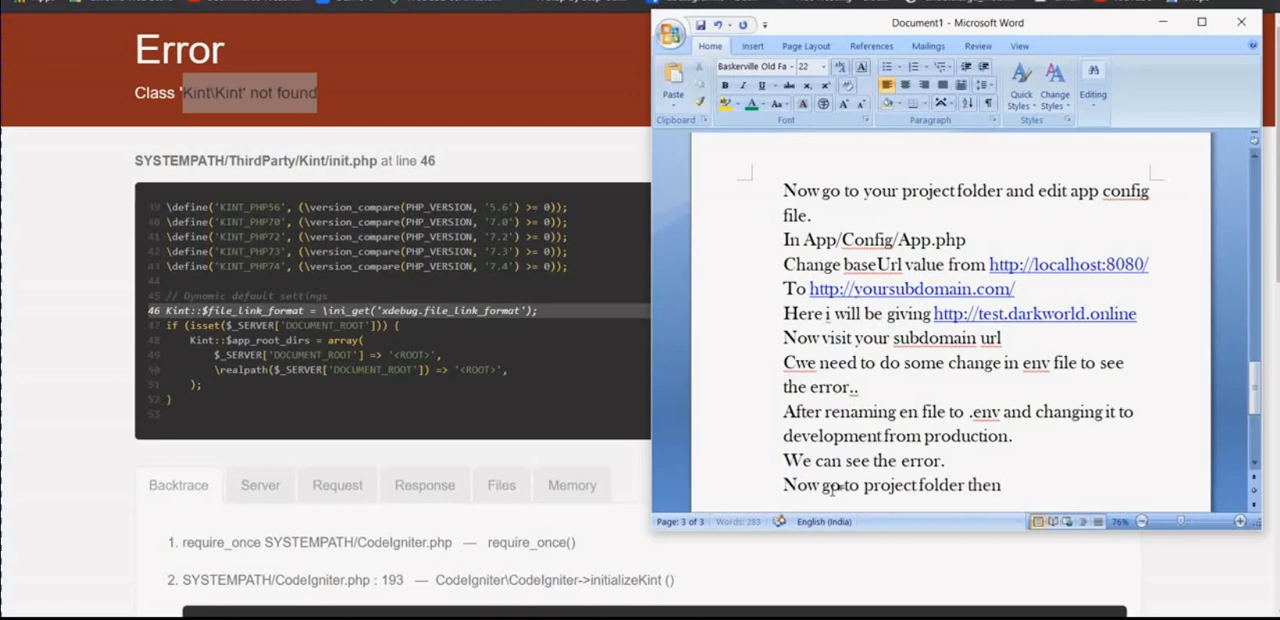 Error
Class 'Kint\Kint' not found
SYSTEMPATH/ThirdParty/Kint/init.php at line 46
39 \define('KINT_PHP56', (\version_compare(PHP_VERSION, '5.6') >= 0));
40 \define('KINT_PHP70', (\version_compare(PHP_VERSION, '7.0') >= 0));
41 \define('KINT_PHP72', (\version_compare(PHP_VERSION, '7.2') >= 0));
42 \define('KINT_PHP73', (\version_compare(PHP_VERSION, '7.3') >= 0));
43 \define('KINT_PHP74', (\version_compare(PHP_VERSION, '7.4') >= 0));
44
45 // Dynamic default settings
46 Kint::$file_link_format = \ini_get('xdebug.file_link_format');
47 if (isset($_SERVER['DOCUMENT_ROOT'])) {
48 Kint::$app_root_dirs = array(
49 $_SERVER['DOCUMENT_ROOT'] => '<ROOT>',
50 \realpath($_SERVER['DOCUMENT_ROOT']) => '<ROOT>',
51 );
52 }
53
Backtrace Server Request Response Files Memory
1. require_once SYSTEMPATH/CodeIgniter.php — require_once()
2. SYSTEMPATH/CodeIgniter.php : 193 — CodeIgniter\CodeIgniter->initializeKint ()
Document1 - Microsoft Word
Home Insert Page Layout References Mailings Review View
Baskerville Old Fa 22
Paste
Quick Styles
Change Styles
Editing
Clipboard Font Paragraph Styles
Now go to your project folder and edit app config
file.
In App/Config/App.php
Change baseUrl value from http://localhost:8080/
To http://yoursubdomain.com/
Here i will be giving http://test.darkworld.online
Now visit your subdomain url
Cwe need to do some change in env file to see
the error..
After renaming en file to .env and changing it to
development from production.
We can see the error.
Now go to project folder then
Page: 3 of 3 Words: 283 English (India) 76%